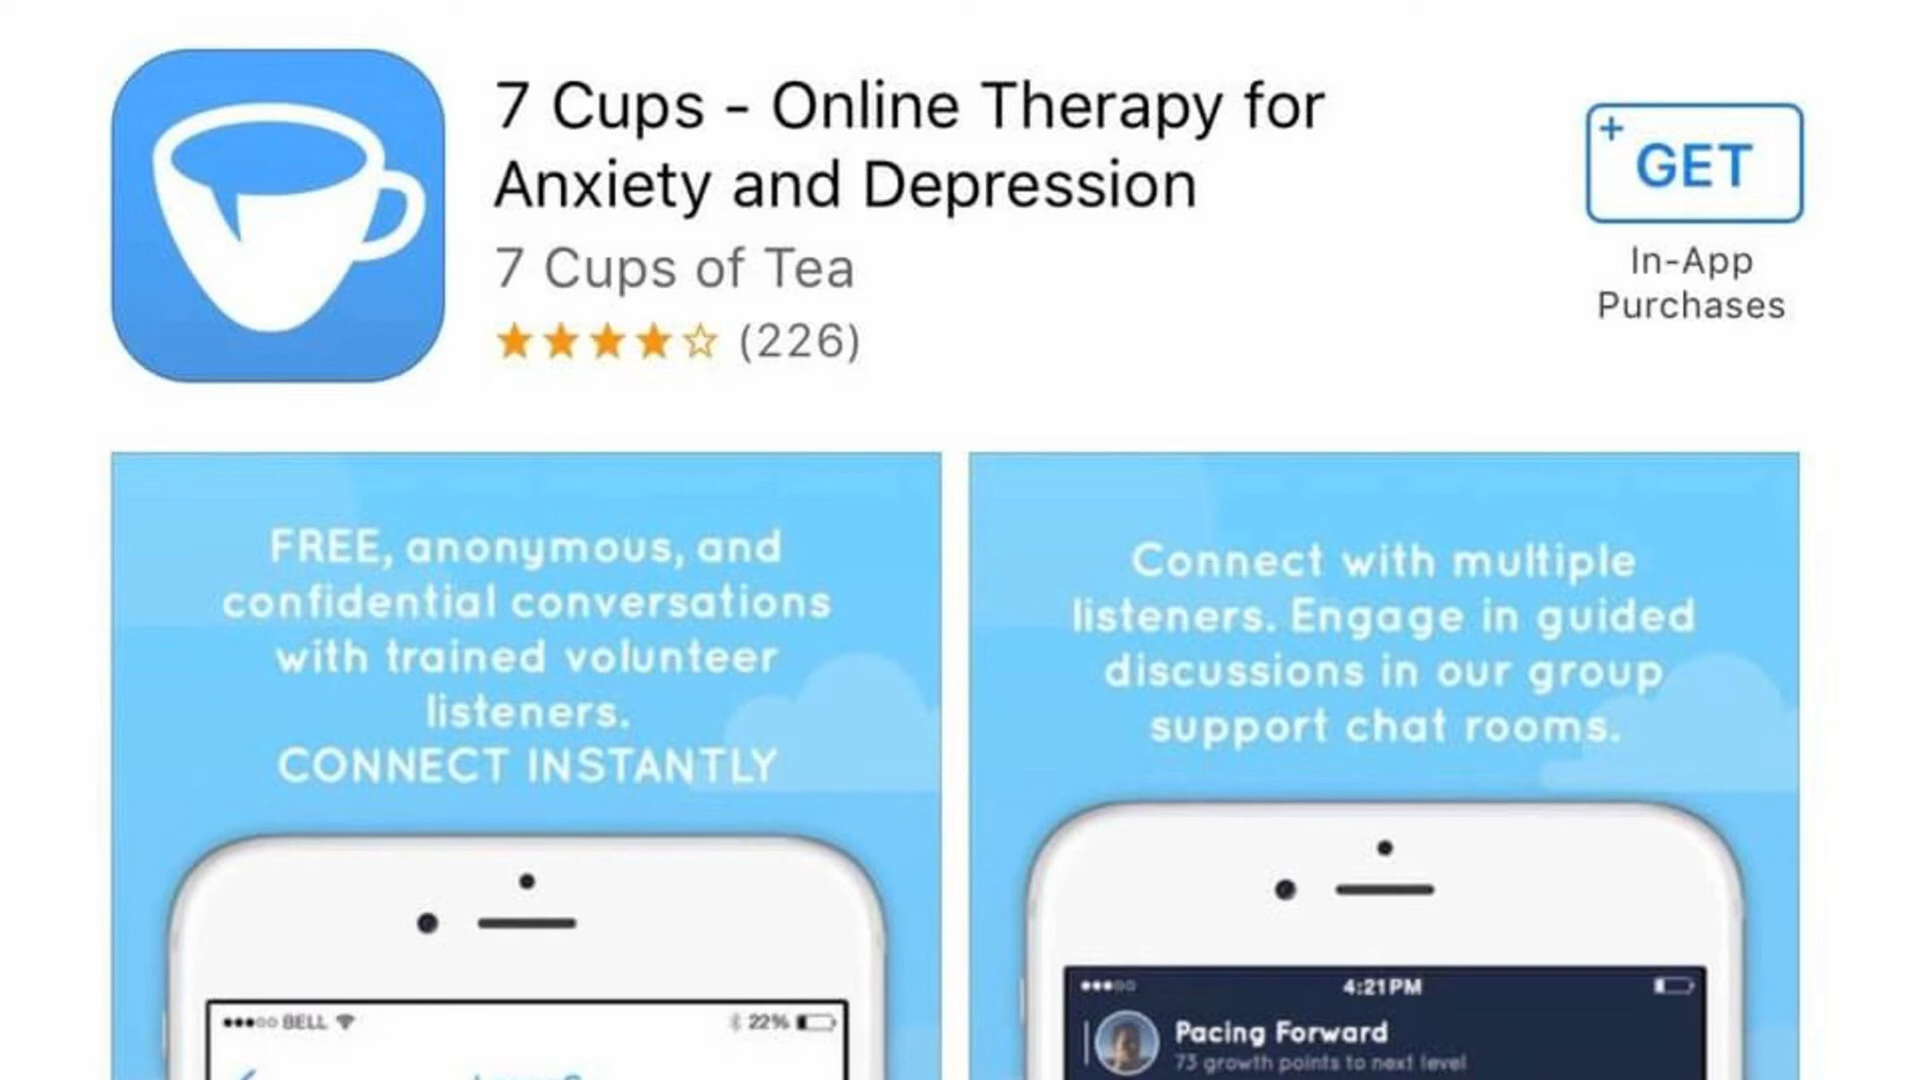 7 Cups - Online Therapy for
Anxiety and Depression
7 Cups of Tea
(226)
+
GET
In-App
Purchases
FREE, anonymous, and
confidential conversations
with trained volunteer
listeners.
CONNECT INSTANTLY
BELL
22%
Connect with multiple
listeners. Engage in guided
discussions in our group
support chat rooms.
4:21PM
Pacing Forward
73 growth points to next level